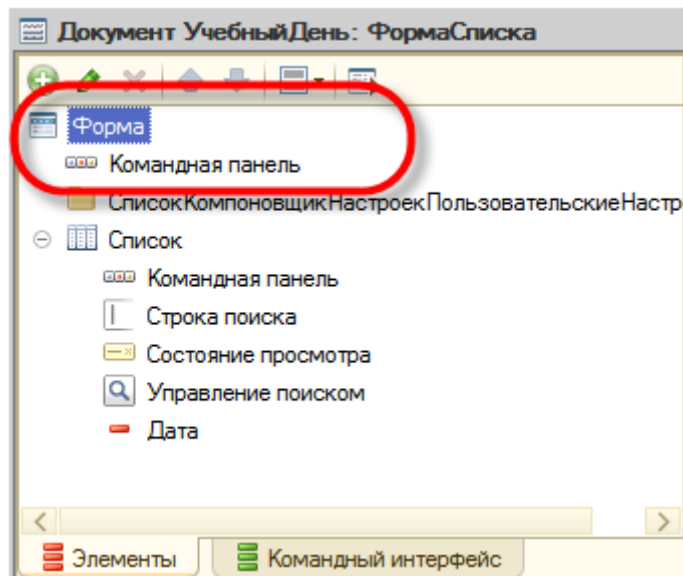 Документ УчебныйДень: ФормаСписка
Форма
Командная панель
СписокКомпоновщикНастроекПользовательскиеНастр
Список
Командная панель
Строка поиска
Состояние просмотра
Управление поиском
Дата
Элементы
Командный интерфейс